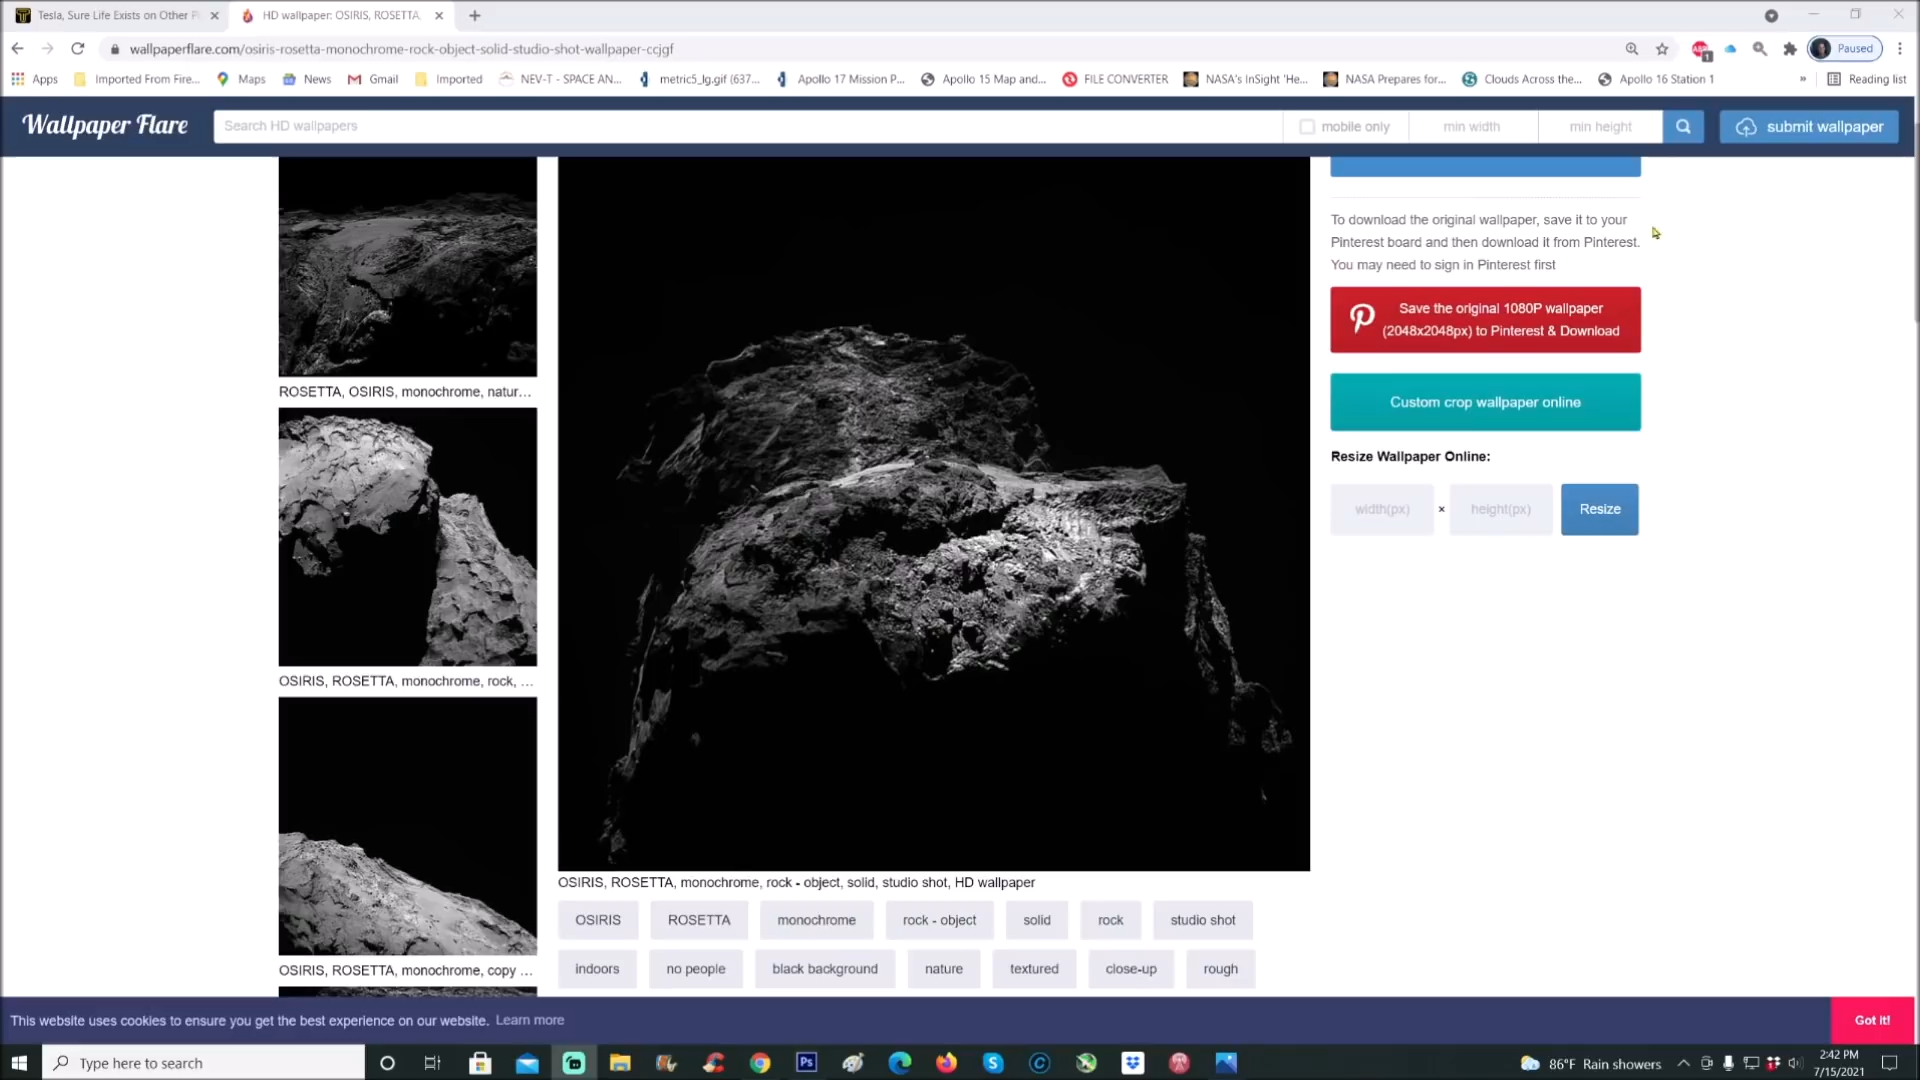 Tesla, Sure Life Exists on Other P
HD wallpaper: OSIRIS, ROSETTA,
wallpaperflare.com/osiris-rosetta-monochrome-rock-object-solid-studio-shot-wallpaper-ccjgf
Paused
Apps Imported From Fire... Maps News Gmail Imported NEV-T - SPACE AN... metric5_lg.gif (637... Apollo 17 Mission P... Apollo 15 Map and... FILE CONVERTER NASA's InSight 'He... NASA Prepares for... Clouds Across the... Apollo 16 Station 1 » Reading list
Wallpaper Flare
Search HD wallpapers
mobile only
min width
min height
submit wallpaper
To download the original wallpaper, save it to your
Pinterest board and then download it from Pinterest.
You may need to sign in Pinterest first
Save the original 1080P wallpaper
(2048x2048px) to Pinterest & Download
Custom crop wallpaper online
Resize Wallpaper Online:
width(px) × height(px) Resize
ROSETTA, OSIRIS, monochrome, natur...
OSIRIS, ROSETTA, monochrome, rock, ...
OSIRIS, ROSETTA, monochrome, copy ...
OSIRIS, ROSETTA, monochrome, rock - object, solid, studio shot, HD wallpaper
OSIRIS ROSETTA monochrome rock - object solid rock studio shot
indoors no people black background nature textured close-up rough
This website uses cookies to ensure you get the best experience on our website. Learn more
Got it!
Type here to search
Ps
86°F Rain showers
2:42 PM
7/15/2021